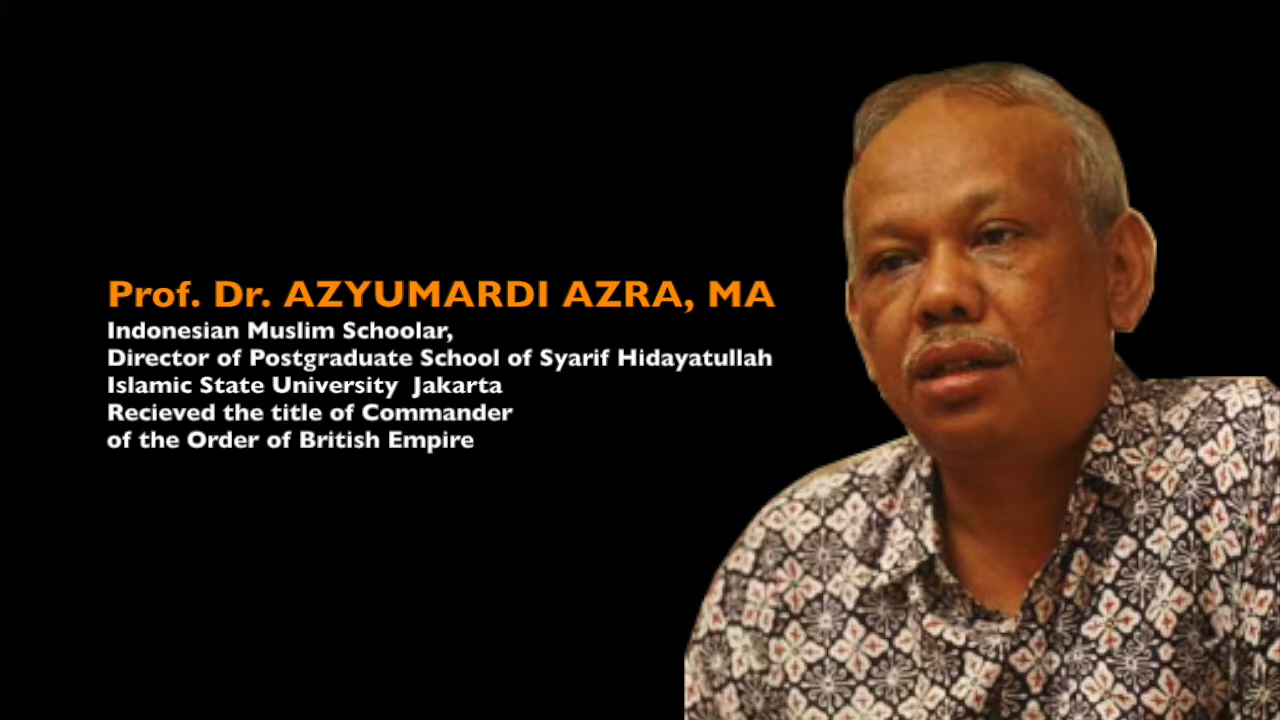 Prof. Dr. AZYUMARDI AZRA, MA
Indonesian Muslim Schoolar,
Director of Postgraduate School of Syarif Hidayatullah
Islamic State University Jakarta
Recieved the title of Commander
of the Order of British Empire